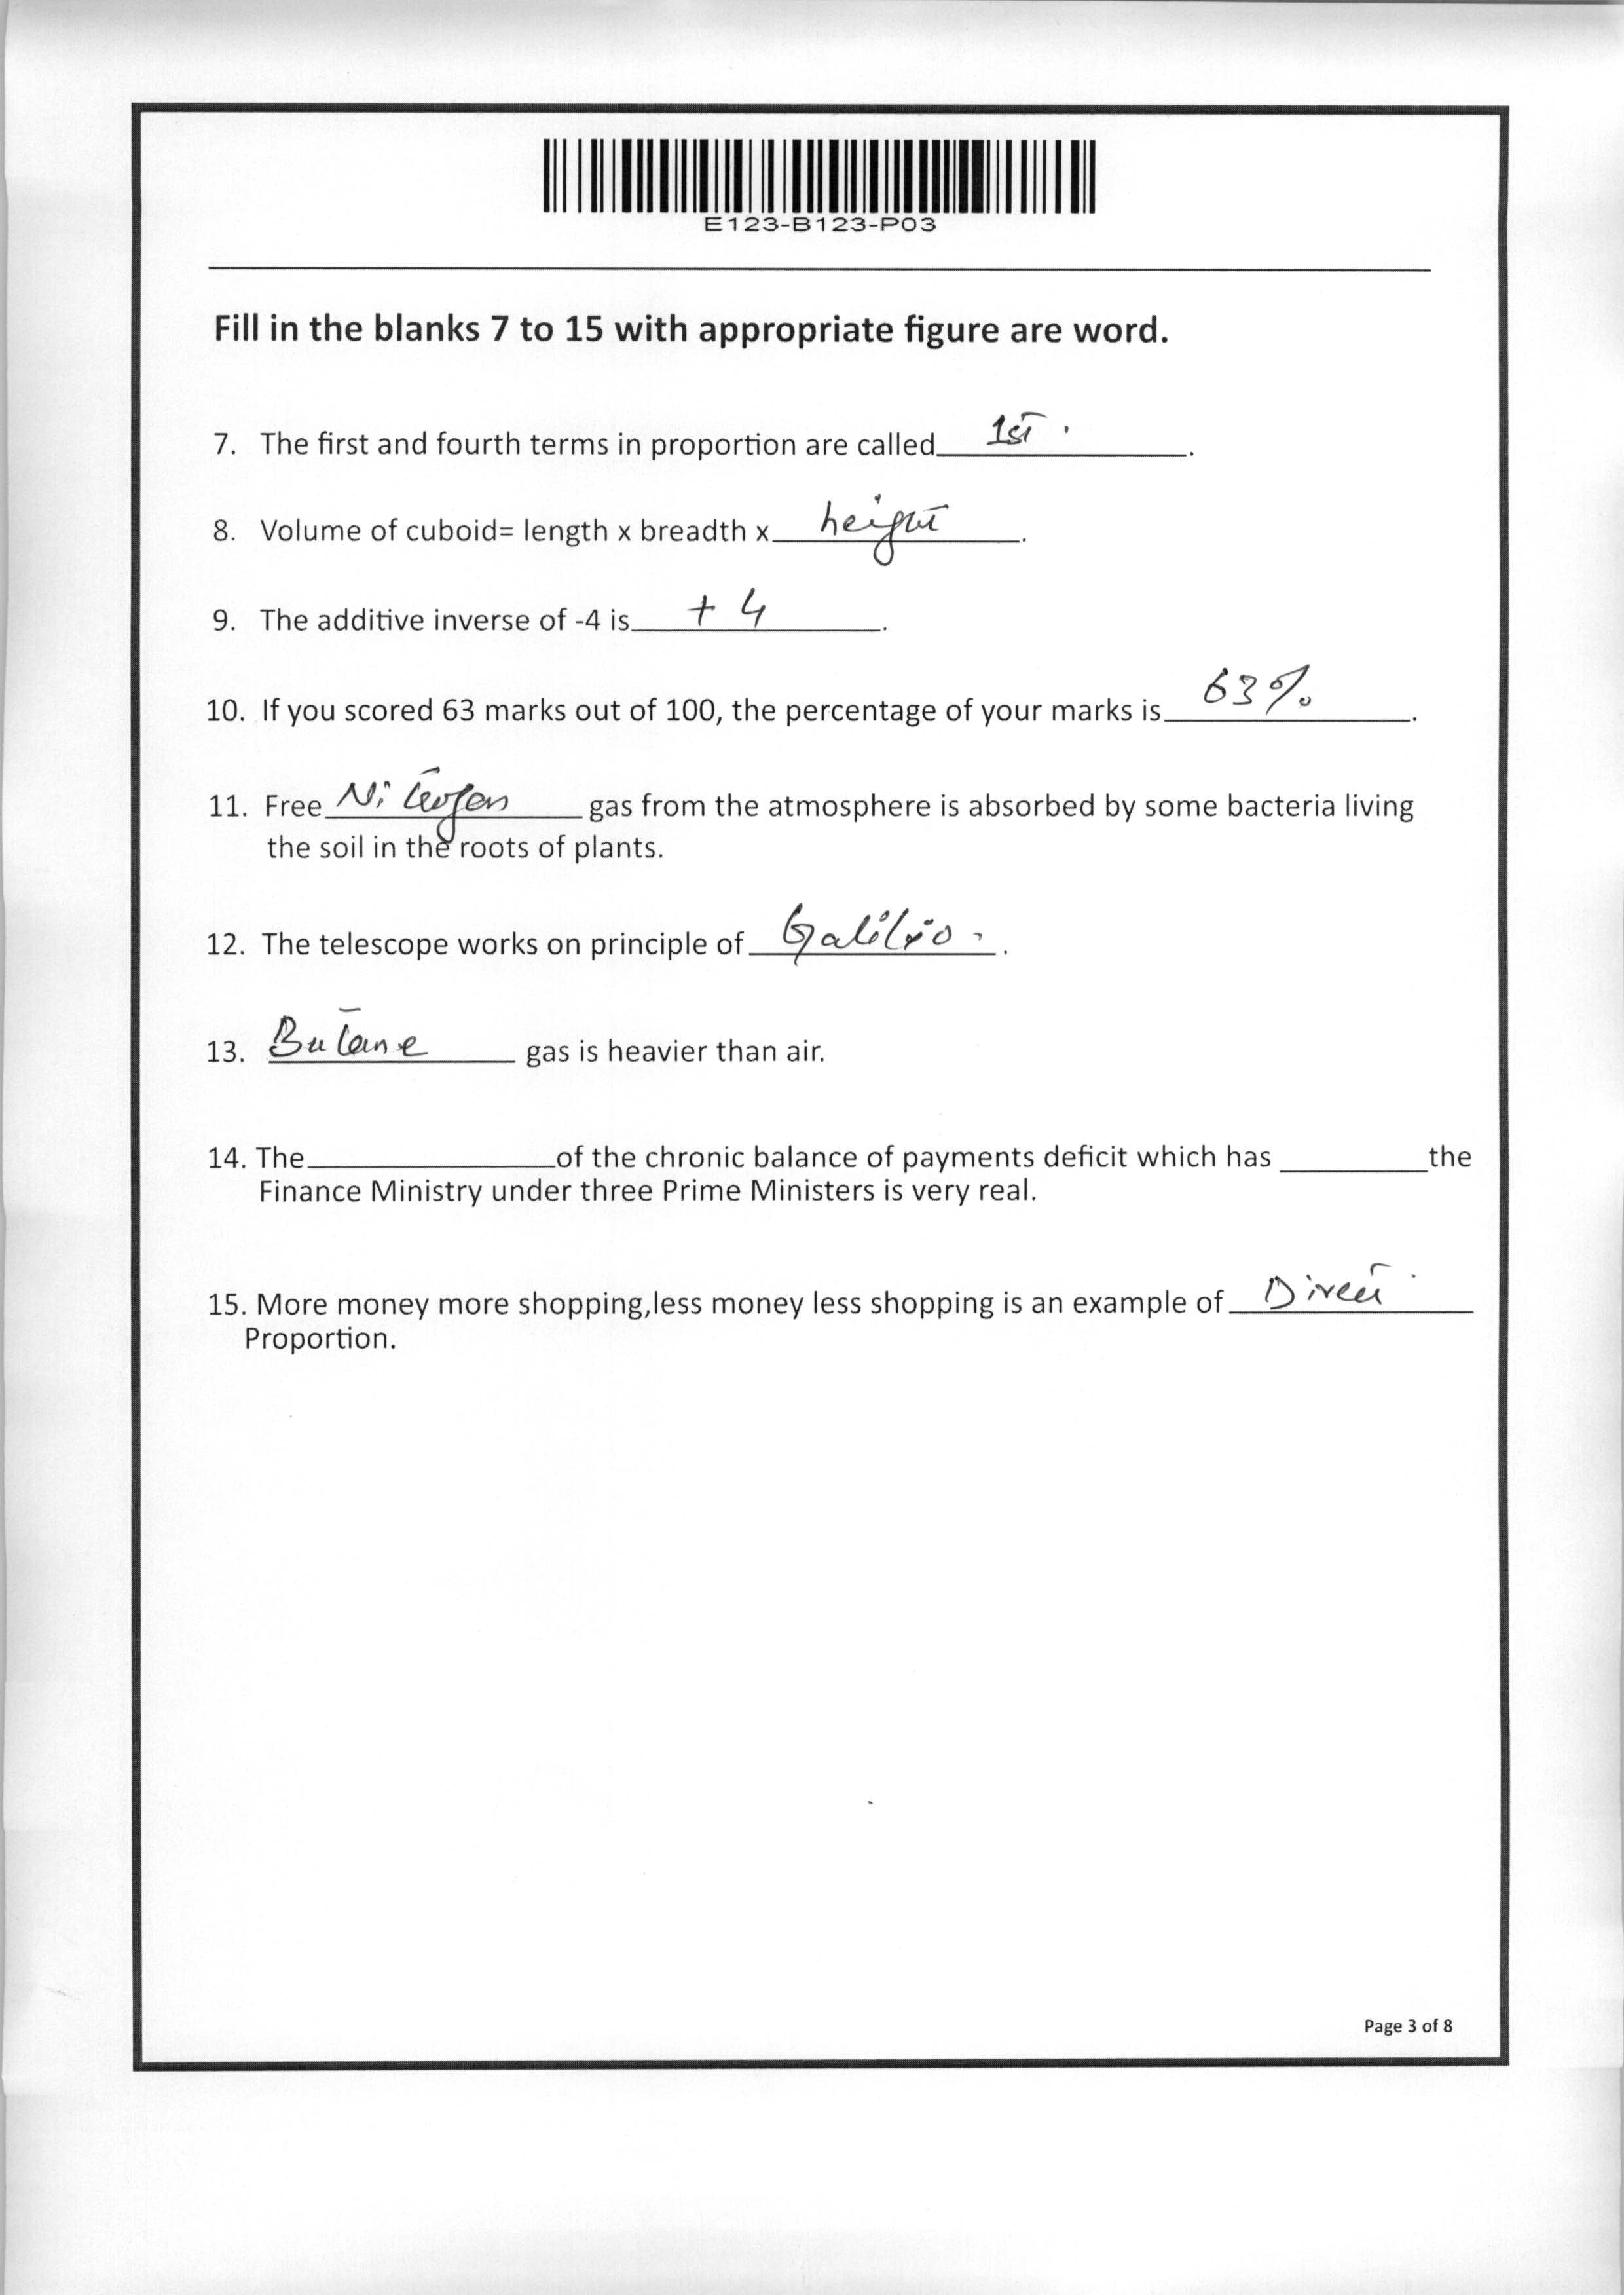 E123-B123-P03
Fill in the blanks 7 to 15 with appropriate figure are word.
7. The first and fourth terms in proportion are called 1st .
8. Volume of cuboid= length x breadth x height.
9. The additive inverse of -4 is + 4.
10. If you scored 63 marks out of 100, the percentage of your marks is 63%.
11. Free Nitrogen gas from the atmosphere is absorbed by some bacteria living
the soil in the roots of plants.
12. The telescope works on principle of Galilio.
13. Butane gas is heavier than air.
14. The____________of the chronic balance of payments deficit which has ________the
Finance Ministry under three Prime Ministers is very real.
15. More money more shopping,less money less shopping is an example of Direct
Proportion.
Page 3 of 8